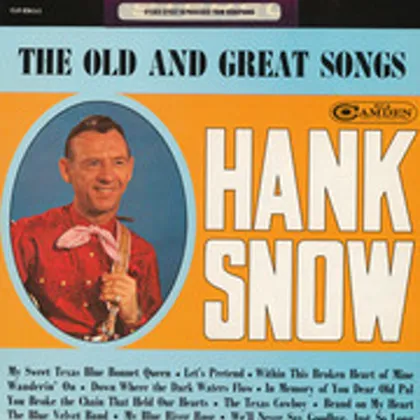 THE OLD AND GREAT SONGS
RCA CAMDEN
HANK
SNOW
My Sweet Texas Blue Bonnet Queen • Let's Pretend • Within This Broken Heart of Mine
Wanderin' On • Down Where the Dark Waters Flow • In Memory of You Dear Old Pal
You Broke the Chain That Held Our Hearts • The Texas Cowboy • Brand on My Heart
The Blue Velvet Band • My Blue River Rose • We'll Never Say Goodbye, Just So Long